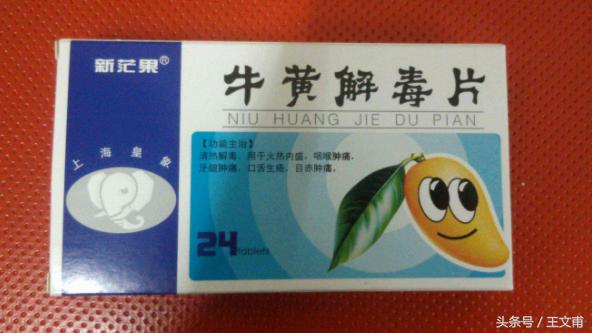 新芒果®
上海皇象
牛黄解毒片
NIU HUANG JIE DU PIAN
【功能主治】
清热解毒。用于火热内盛，咽喉肿痛，
牙龈肿痛，口舌生疮，目赤肿痛。
24 tablets
头条号／王文甫